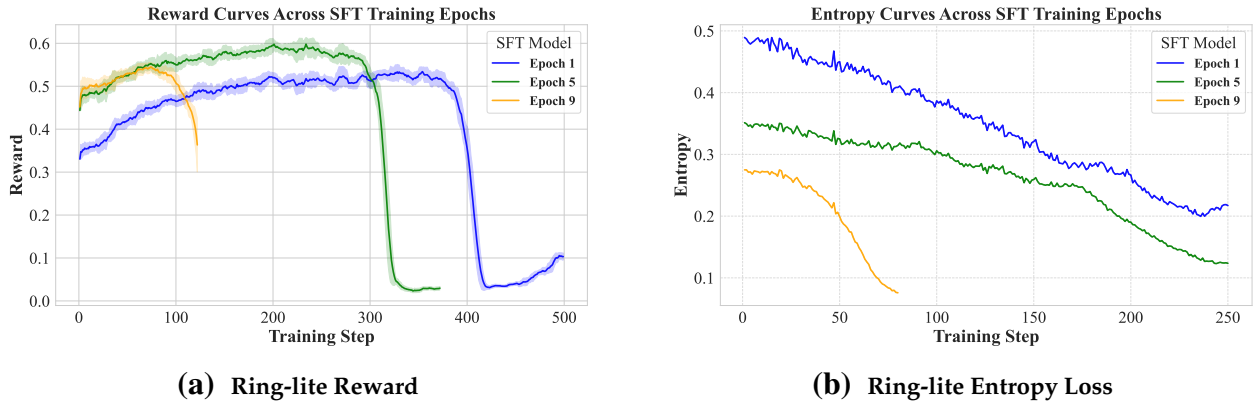 Reward Curves Across SFT Training Epochs
Reward
0.6
0.5
0.4
0.3
0.2
0.1
0.0
SFT Model
Epoch 1
Epoch 5
Epoch 9
0 100 200 300 400 500
Training Step
(a) Ring-lite Reward
Entropy Curves Across SFT Training Epochs
Entropy
0.5
0.4
0.3
0.2
0.1
SFT Model
Epoch 1
Epoch 5
Epoch 9
0 50 100 150 200 250
Training Step
(b) Ring-lite Entropy Loss